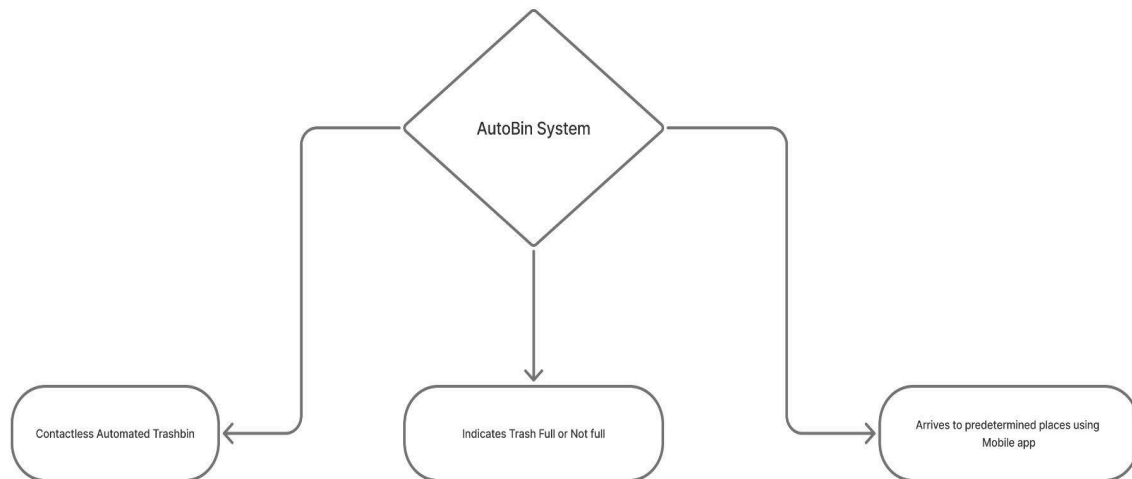 AutoBin System
Contactless Automated Trashbin
Indicates Trash Full or Not full
Arrives to predetermined places using
Mobile app